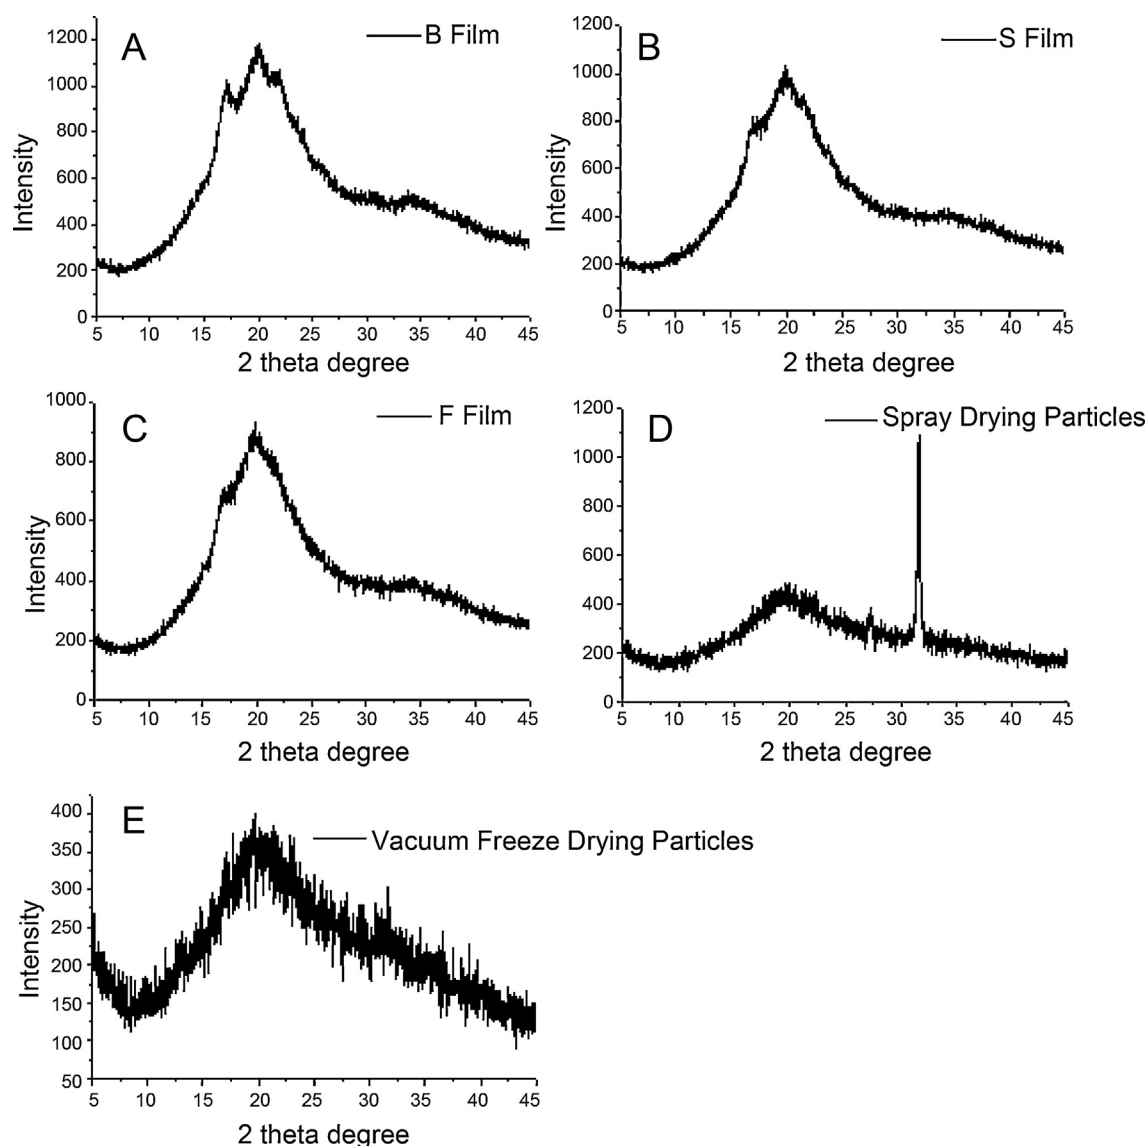 A
B Film
1200
1000
800
600
400
200
0
Intensity
5 10 15 20 25 30 35 40 45
2 theta degree
B
S Film
1200
1000
800
600
400
200
0
Intensity
5 10 15 20 25 30 35 40 45
2 theta degree
C
F Film
1000
800
600
400
200
0
Intensity
5 10 15 20 25 30 35 40 45
2 theta degree
D
Spray Drying Particles
1200
1000
800
600
400
200
0
Intensity
5 10 15 20 25 30 35 40 45
2 theta degree
E
Vacuum Freeze Drying Particles
400
350
300
250
200
150
100
50
Intensity
5 10 15 20 25 30 35 40 45
2 theta degree